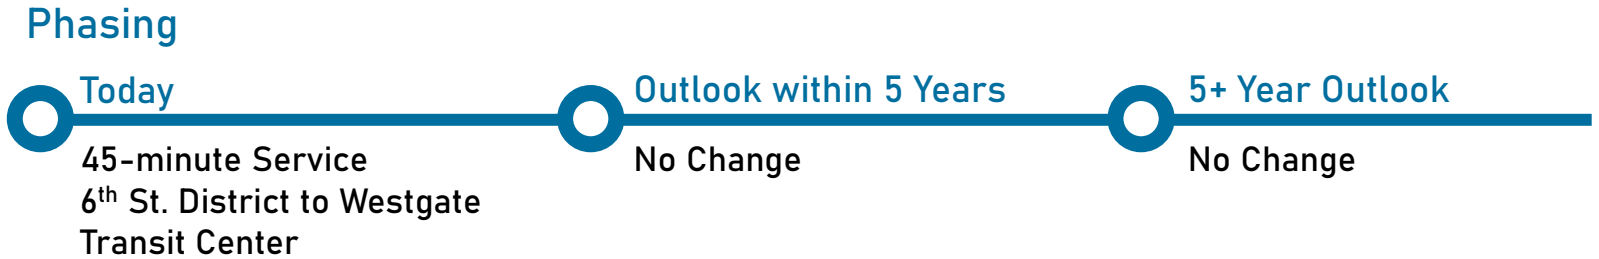 Phasing
Today
45-minute Service
6th St. District to Westgate
Transit Center
Outlook within 5 Years
No Change
5+ Year Outlook
No Change